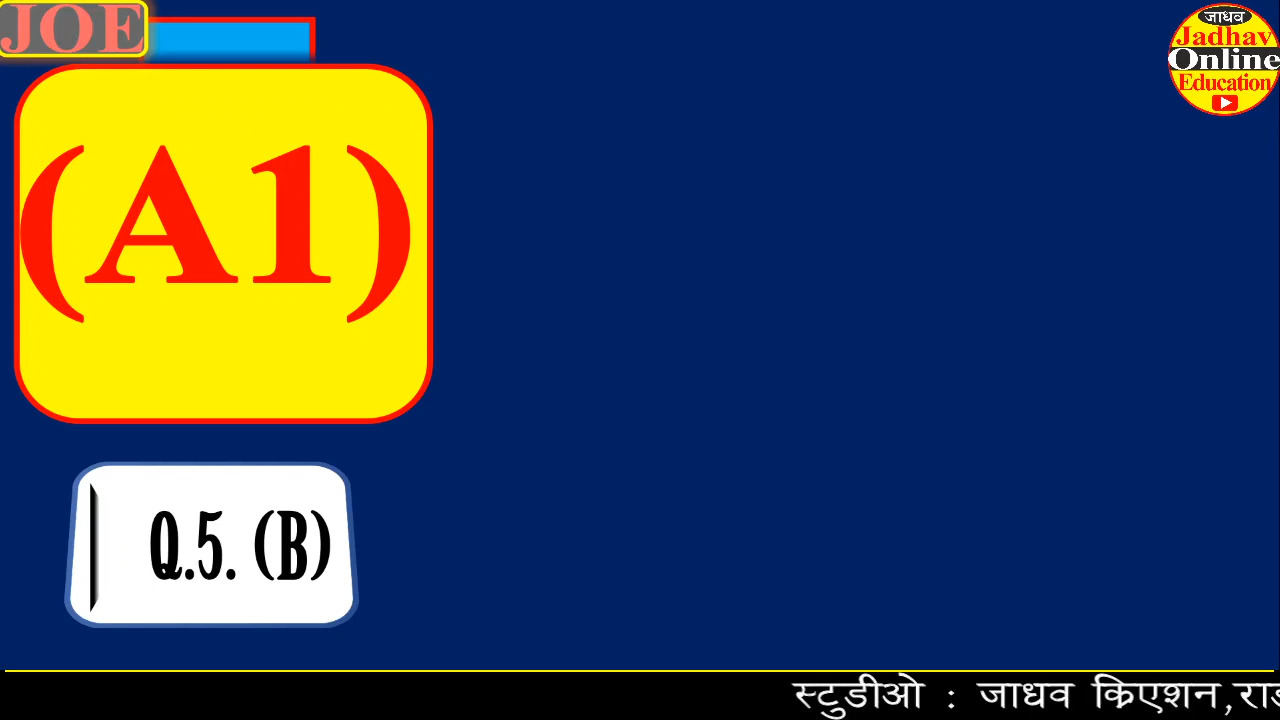 JOE
जाधव
Jadhav
Online
Education
(A1)
Q.5. (B)
स्टुडीओ : जाधव क्रिएशन,